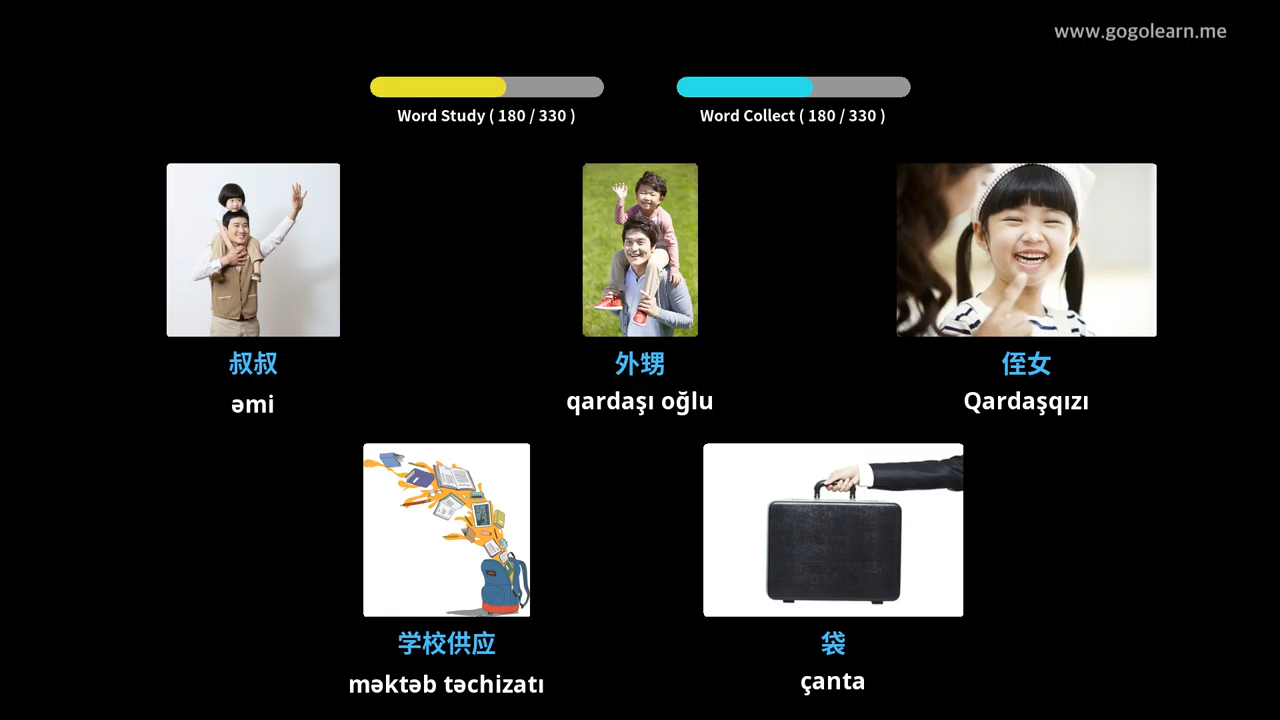 www.gogolearn.me
Word Study ( 180 / 330 )
Word Collect ( 180 / 330 )
叔叔
əmi
外甥
qardaşı oğlu
侄女
Qardaşqızı
学校供应
məktəb təchizatı
袋
çanta